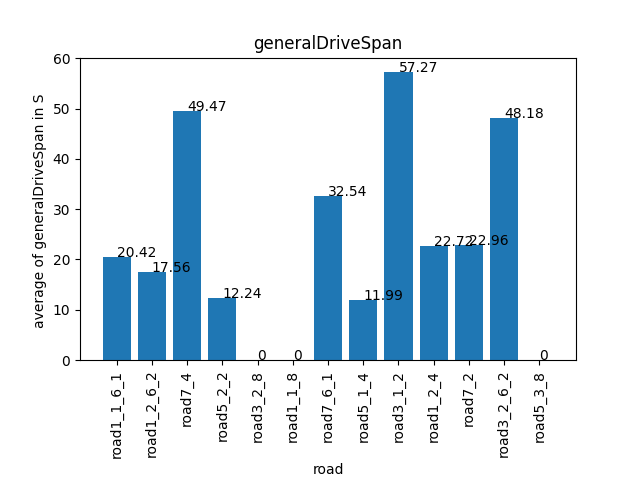 generalDriveSpan
average of generalDriveSpan in S
60
50
40
30
20
10
0
20.42
17.56
49.47
12.24
0
0
32.54
11.99
57.27
22.72
22.96
48.18
0
road1_1_6_1
road1_2_6_2
road7_4
road5_2_2
road3_2_8
road1_1_8
road7_6_1
road5_1_4
road3_1_2
road1_2_4
road7_2
road3_2_6_2
road5_3_8
road